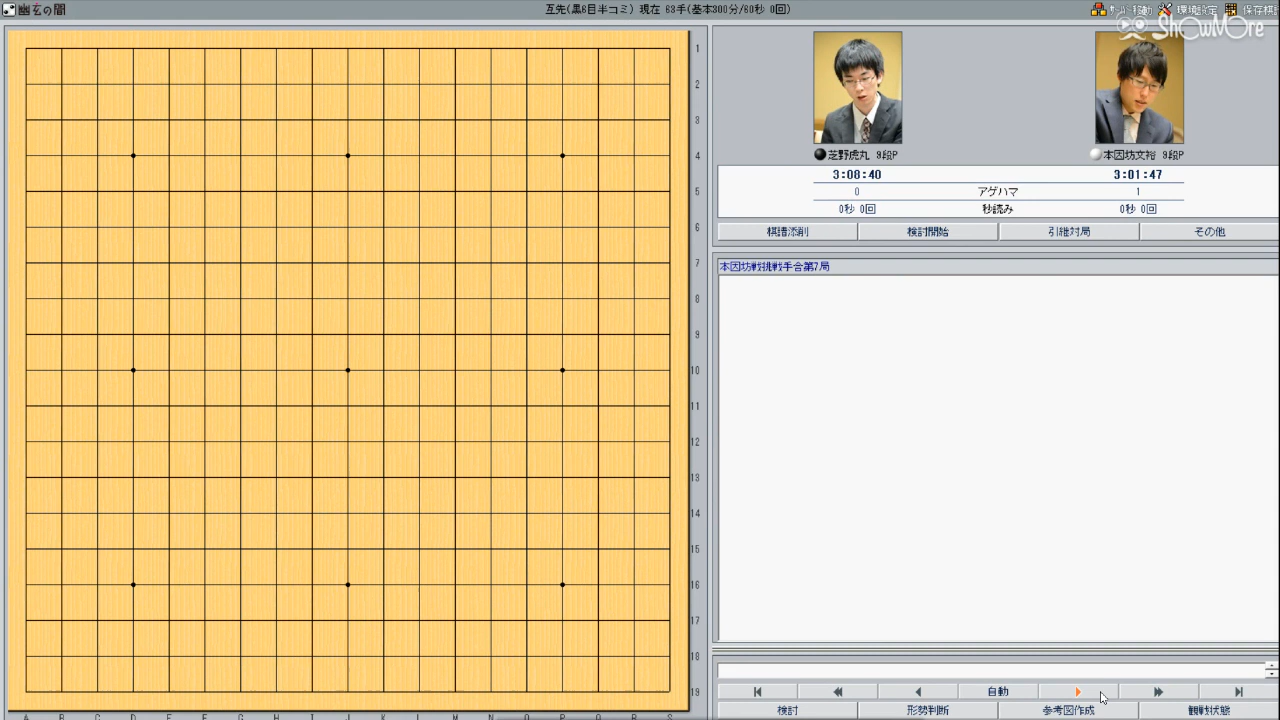 幽玄の間
互先(黒6目半コミ) 現在 63手(基本300分/60秒 0回)
サーバー移動 環境設定 保存棋
ShowMore
芝野虎丸 9段P
本因坊文裕 9段P
3:08:40 3:01:47
0 アゲハマ 1
0秒 0回 秒読み 0秒 0回
棋譜添削 検討開始 引継対局 その他
本因坊戦挑戦手合第7局
1
2
3
4
5
6
7
8
9
10
11
12
13
14
15
16
17
18
19
A B C D E F G H I J K L M N O P Q R S
自動
検討 形勢判断 参考図作成 観戦状態